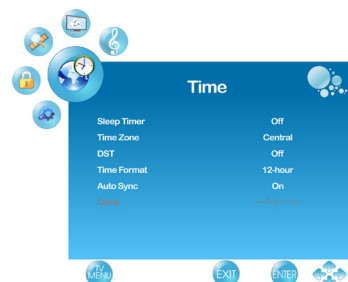 Time
Sleep Timer Off
Time Zone Central
DST Off
Time Format 12-hour
Auto Sync On
Clock
TV MENU EXIT ENTER